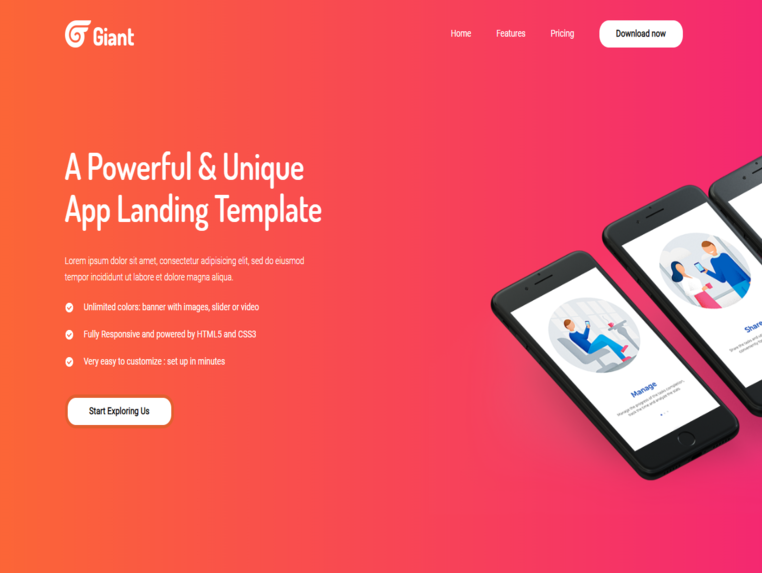 Giant
Home
Features
Pricing
Download now
A Powerful & Unique
App Landing Template
Lorem ipsum dolor sit amet, consectetur adipisicing elit, sed do eiusmod
tempor incididunt ut labore et dolore magna aliqua.
Unlimited colors: banner with images, slider or video
Fully Responsive and powered by HTML5 and CSS3
Very easy to customize : set up in minutes
Start Exploring Us
Manage
Share